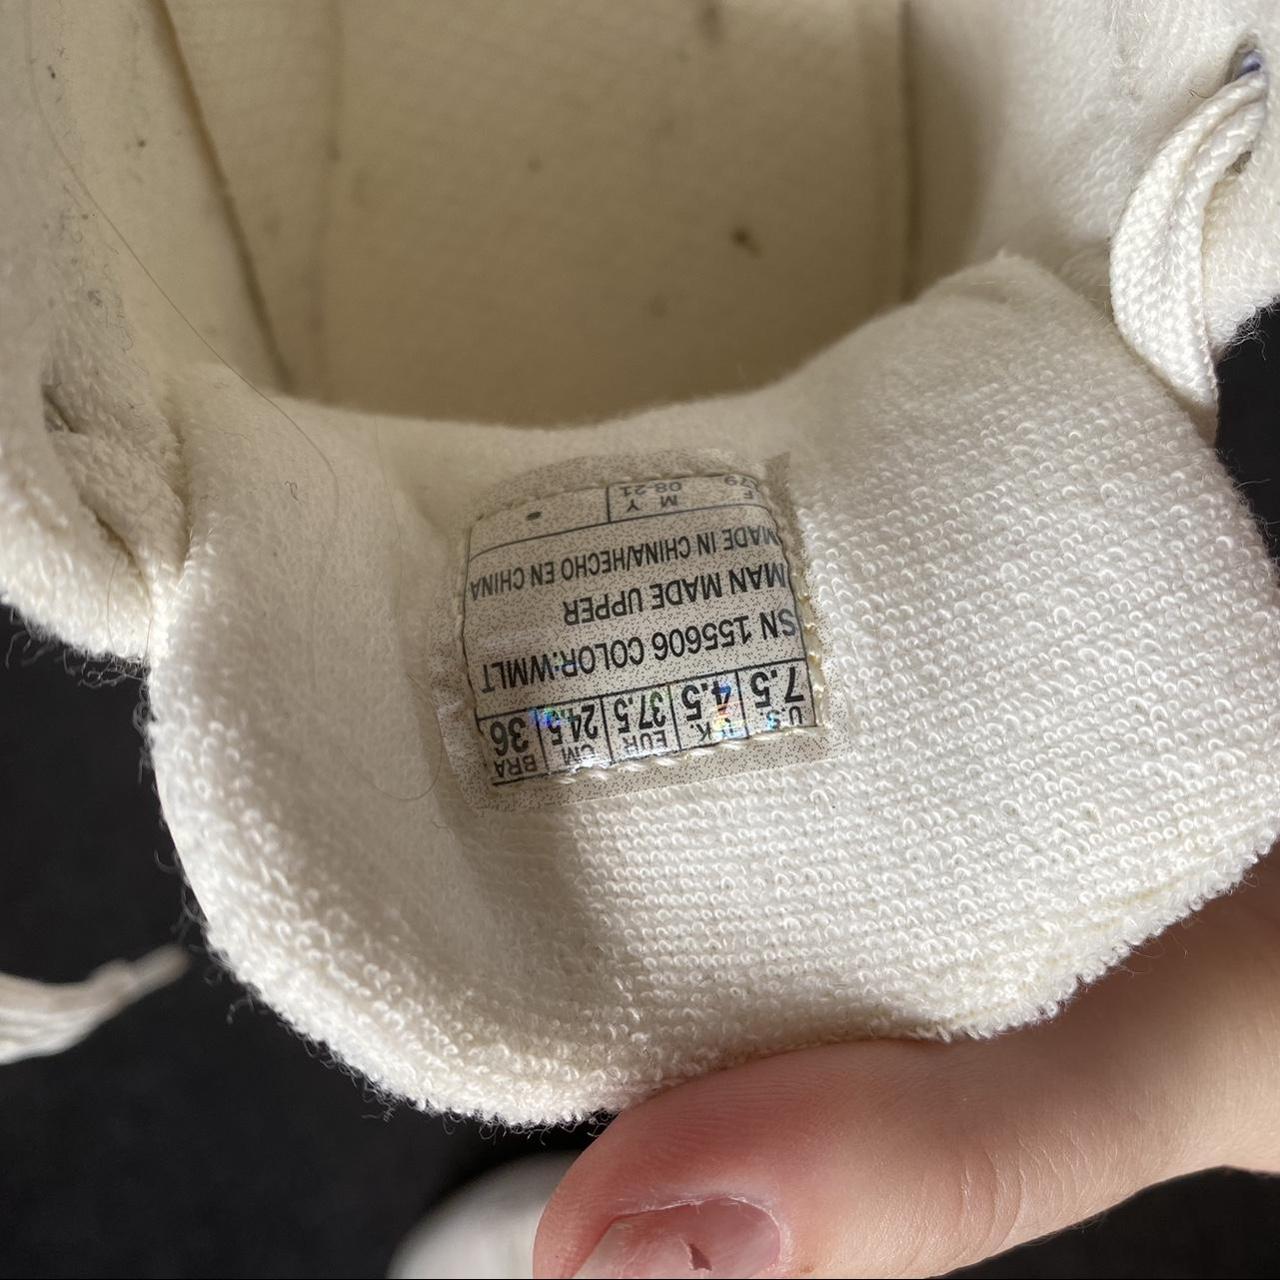 U.S. U.K. EUR CM BRA
7.5 4.5 37.5 24.5 36
SN 155606 COLOR:WMLT
MAN MADE UPPER
MADE IN CHINA/HECHO EN CHINA
F M Y
79 08-21